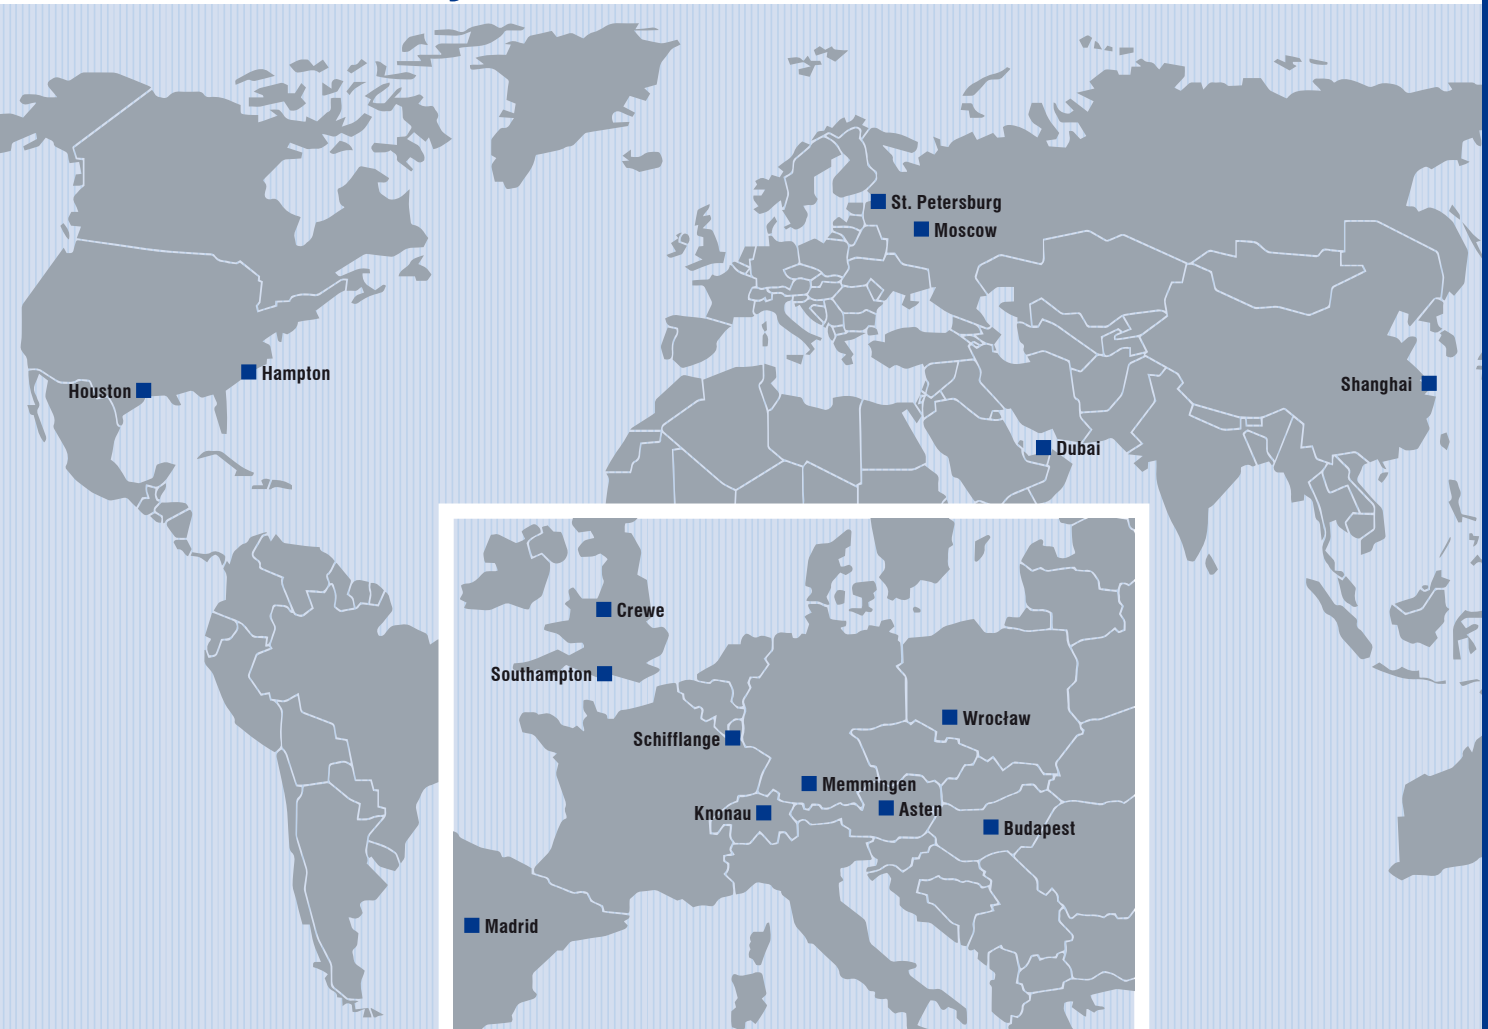 St. Petersburg
Moscow
Hampton
Houston
Shanghai
Dubai
Crewe
Southampton
Wrocław
Schifflange
Memmingen
Knonau
Asten
Budapest
Madrid